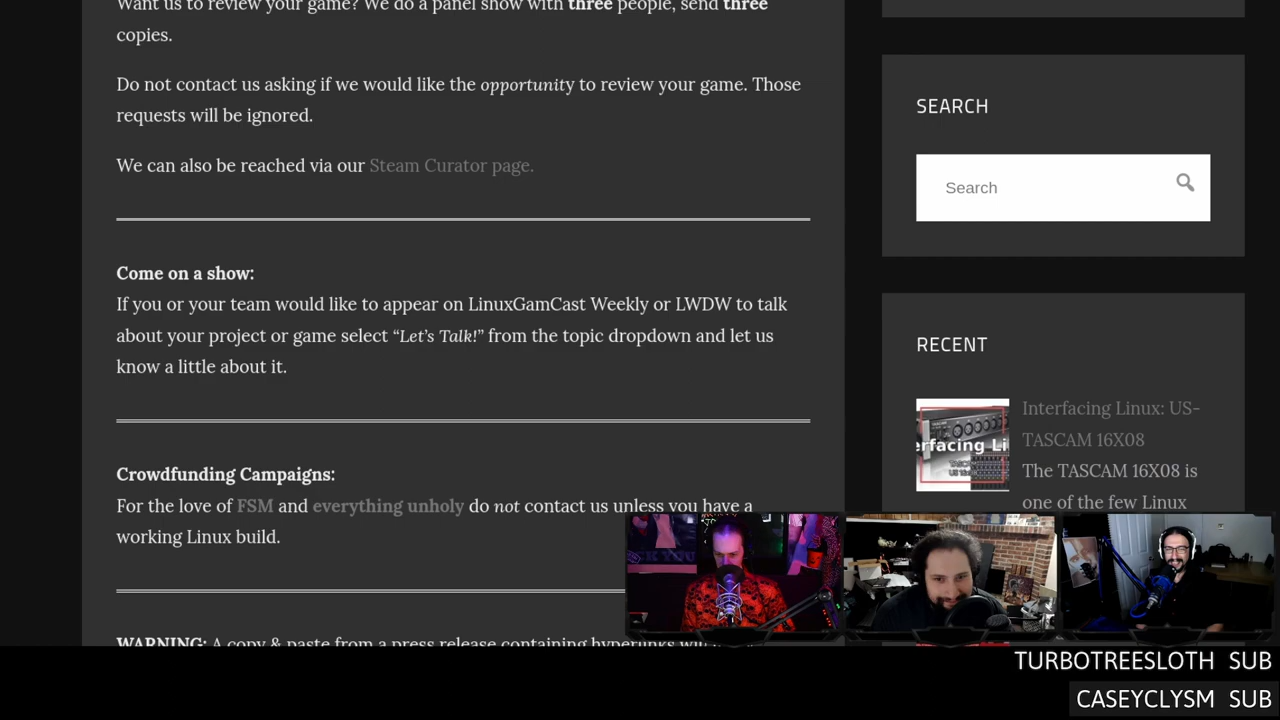 Want us to review your game? We do a panel show with three people, send three
copies.
Do not contact us asking if we would like the opportunity to review your game. Those
requests will be ignored.
We can also be reached via our Steam Curator page.
Come on a show:
If you or your team would like to appear on LinuxGamCast Weekly or LWDW to talk
about your project or game select “Let’s Talk!” from the topic dropdown and let us
know a little about it.
Crowdfunding Campaigns:
For the love of FSM and everything unholy do not contact us unless you have a
working Linux build.
WARNING: A copy & paste from a press release containing hyperlinks
SEARCH
Search
RECENT
Interfacing Linux: US-
TASCAM 16X08
The TASCAM 16X08 is
one of the few Linux
erfacing Li
TURBOTREESLOTH SUB
CASEYCLYSM SUB